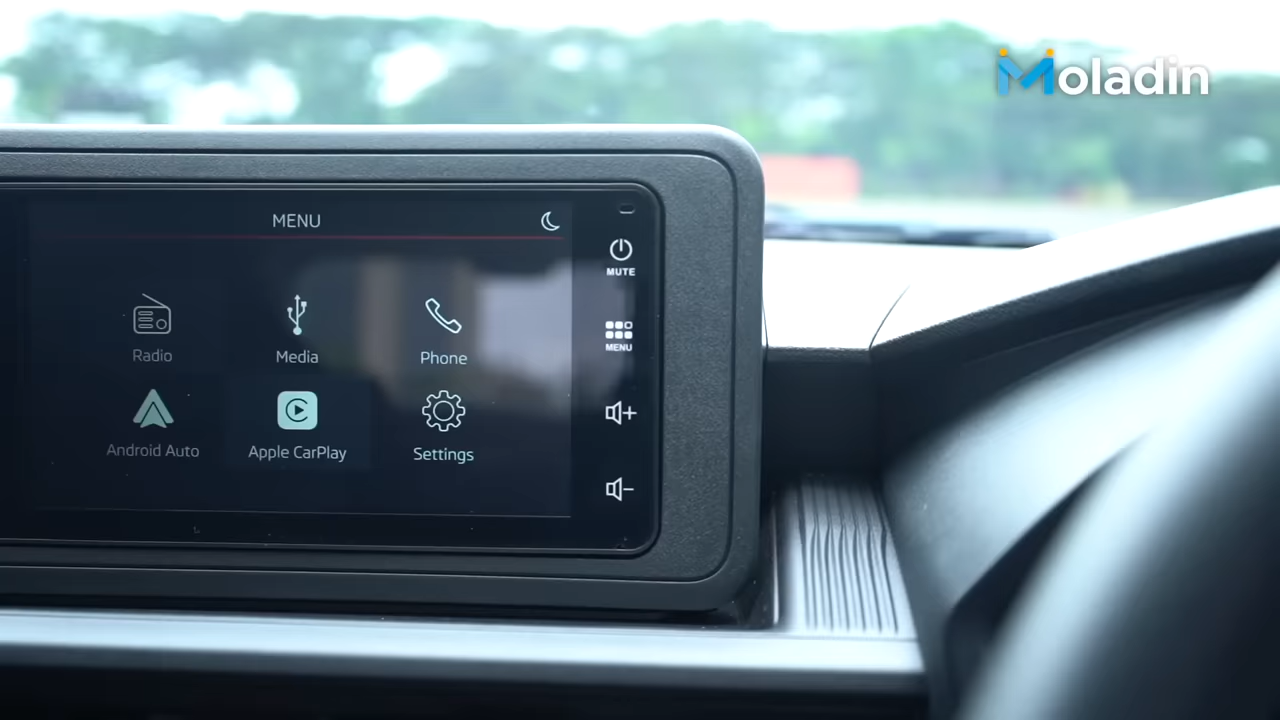 Moladin
MENU
MUTE
Radio
Media
Phone
MENU
Android Auto
Apple CarPlay
Settings